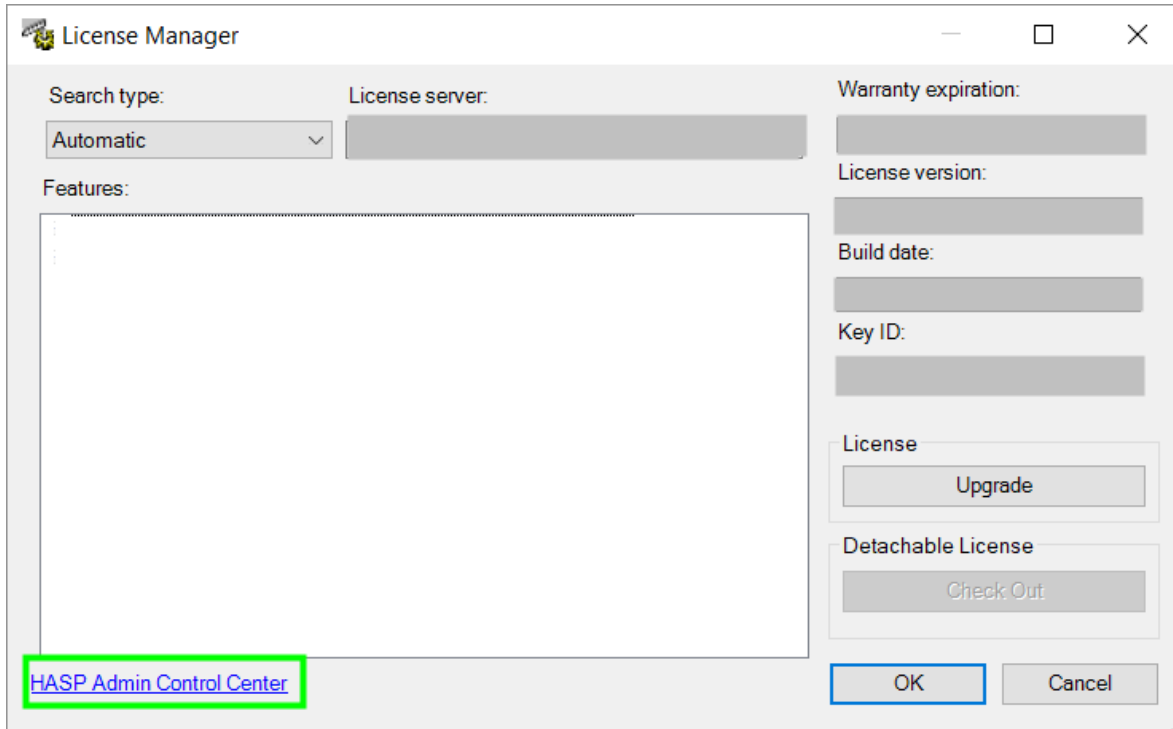 License Manager
Search type:
License server:
Warranty expiration:
Automatic
License version:
Features:
Build date:
Key ID:
License
Upgrade
Detachable License
Check Out
HASP Admin Control Center
OK
Cancel